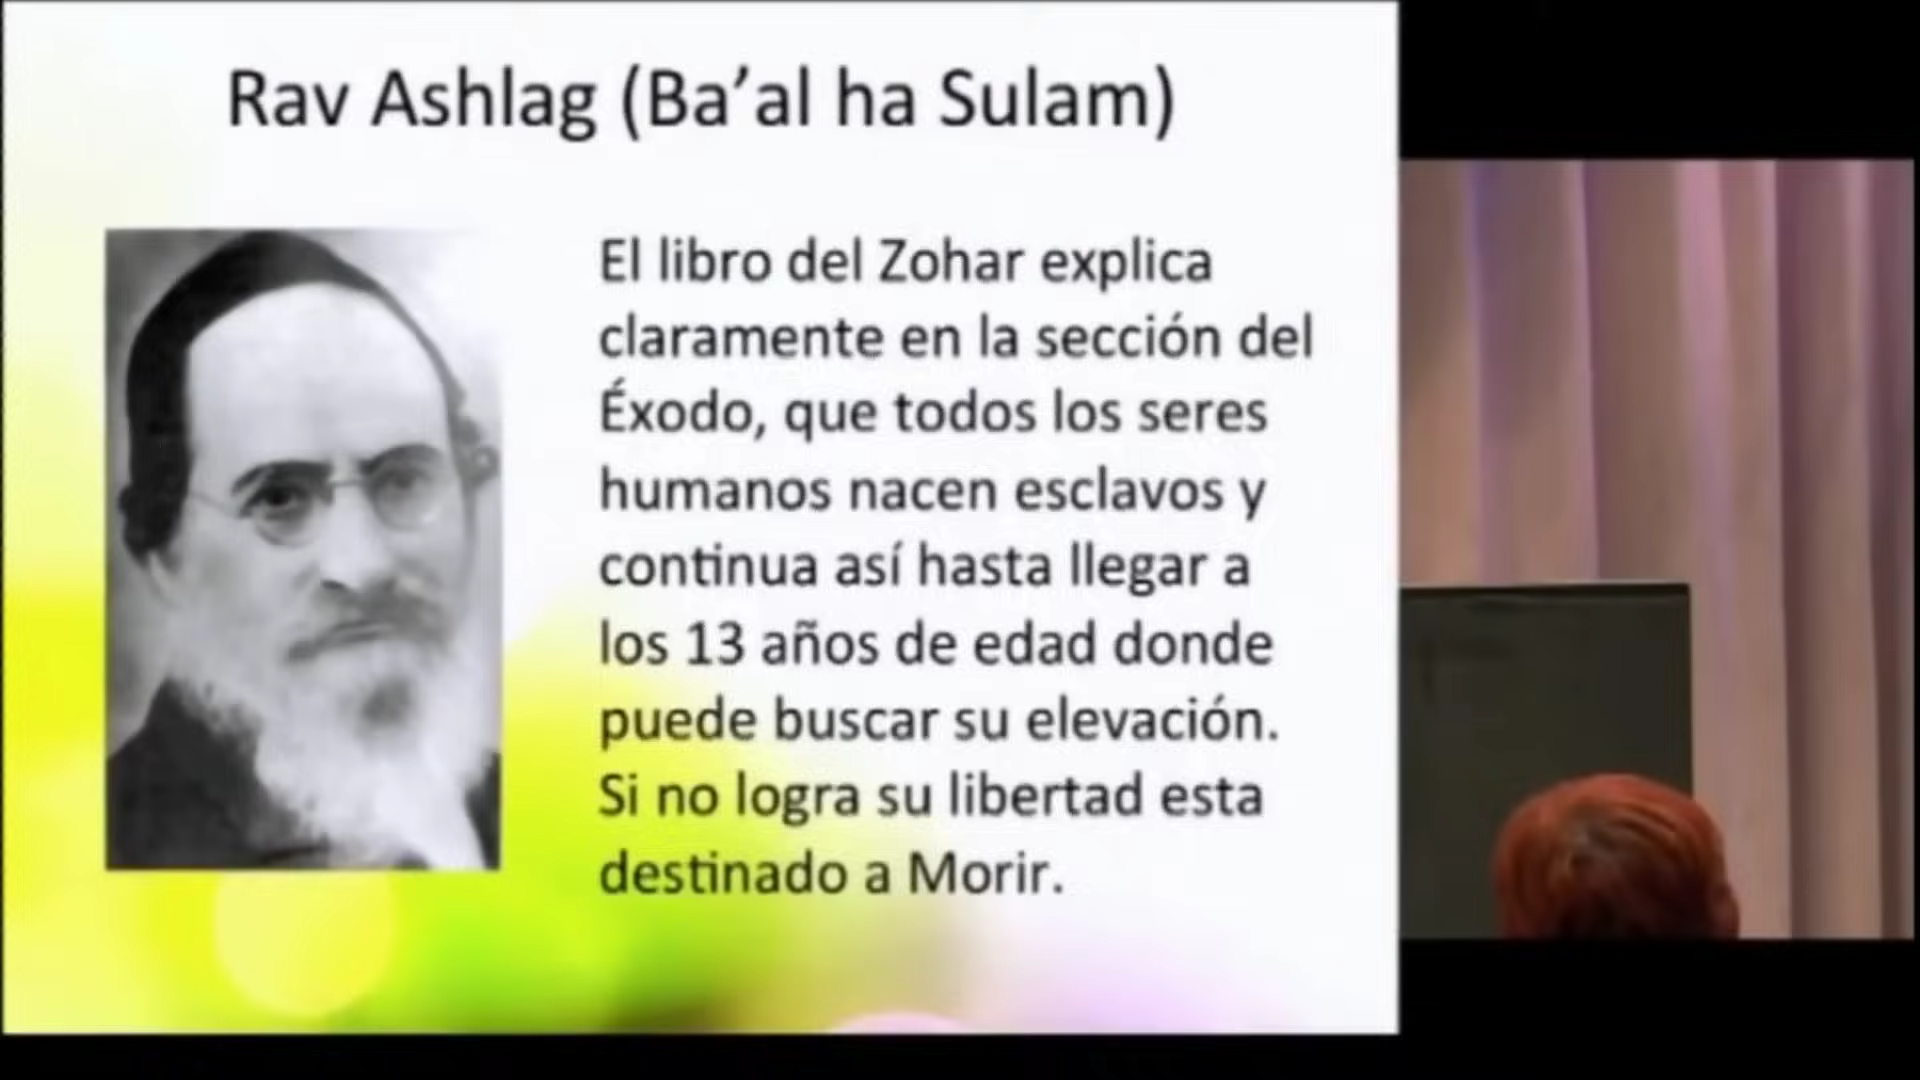 Rav Ashlag (Ba’al ha Sulam)
El libro del Zohar explica
claramente en la sección del
Éxodo, que todos los seres
humanos nacen esclavos y
continua así hasta llegar a
los 13 años de edad donde
puede buscar su elevación.
Si no logra su libertad esta
destinado a Morir.